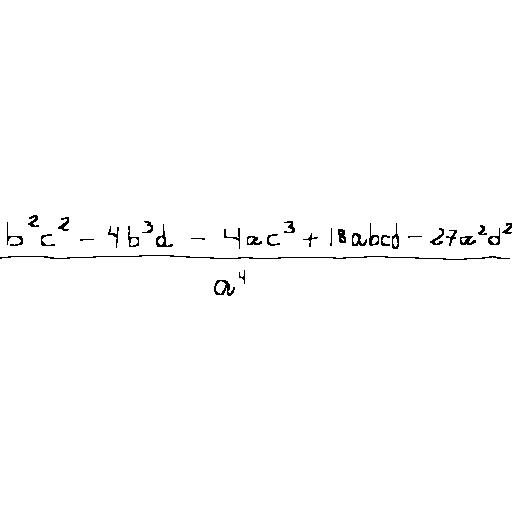 b²c² - 4b³d - 4ac³ + 18abcd - 27a²d²
a⁴